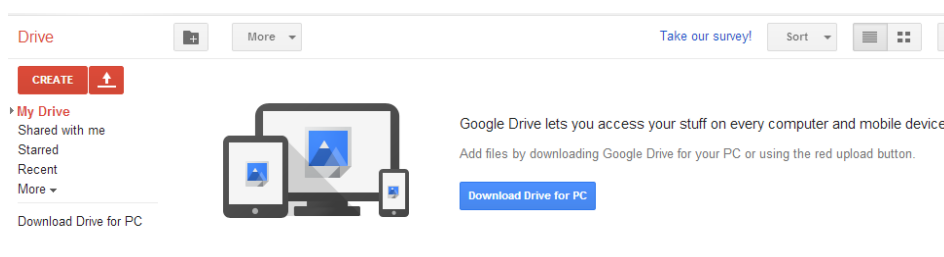 Drive
More
Take our survey!
Sort
CREATE
My Drive
Shared with me
Starred
Recent
More
Download Drive for PC
Google Drive lets you access your stuff on every computer and mobile device
Add files by downloading Google Drive for your PC or using the red upload button.
Download Drive for PC